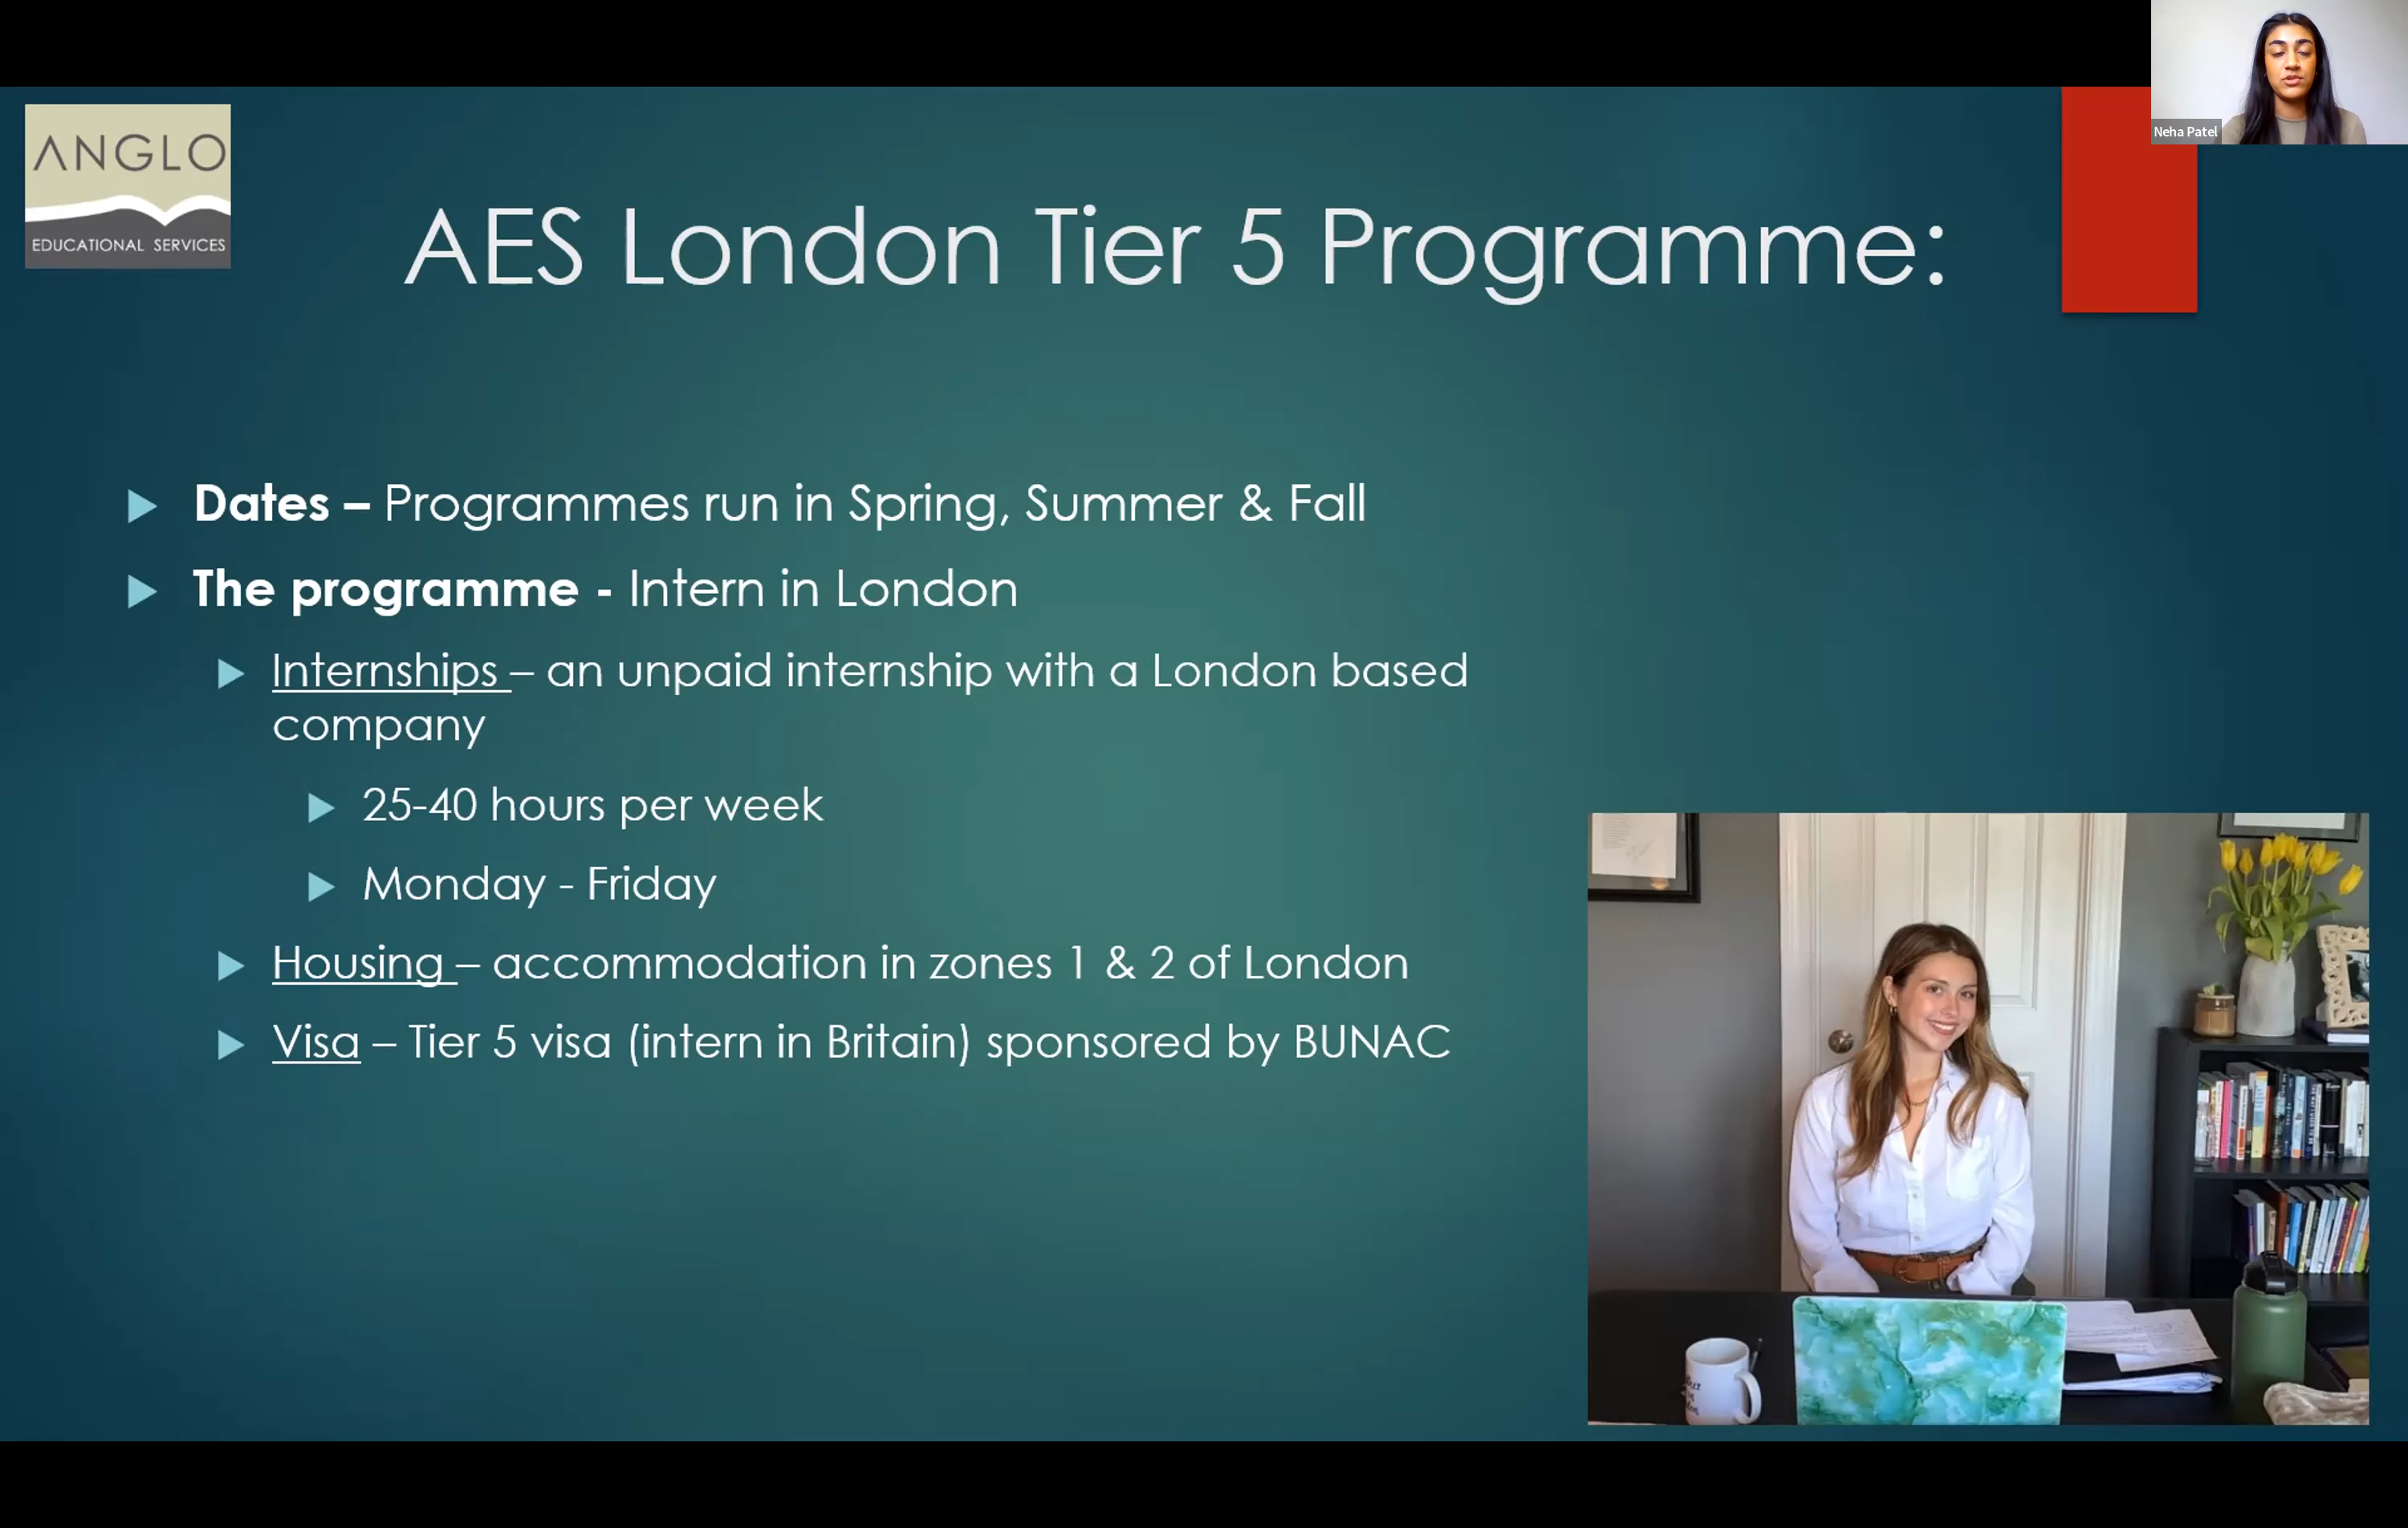 Neha Patel
ANGLO
EDUCATIONAL SERVICES
AES London Tier 5 Programme:
Dates – Programmes run in Spring, Summer & Fall
The programme - Intern in London
Internships – an unpaid internship with a London based
company
25-40 hours per week
Monday - Friday
Housing – accommodation in zones 1 & 2 of London
Visa – Tier 5 visa (intern in Britain) sponsored by BUNAC